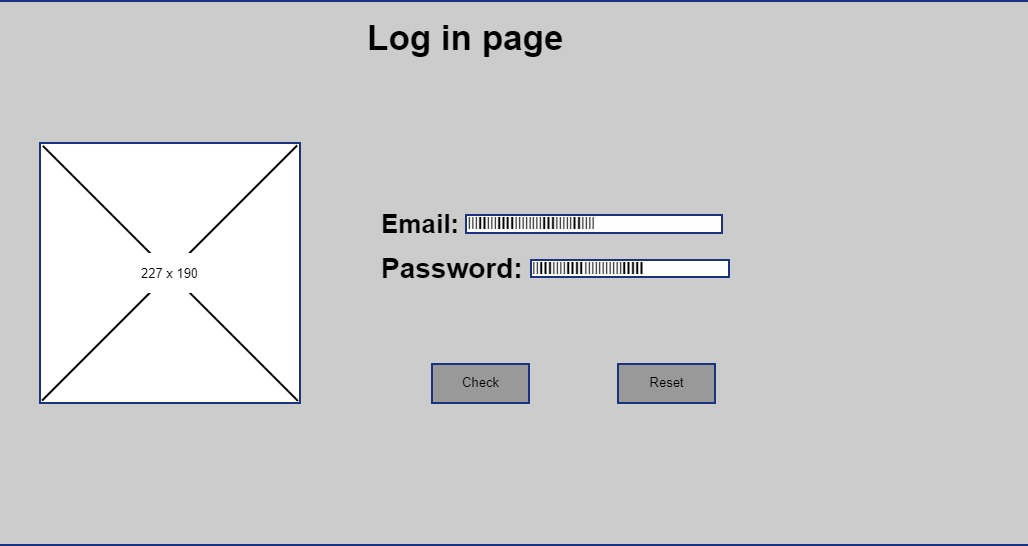 Log in page
Email:
227 x 190
Password:
Check
Reset